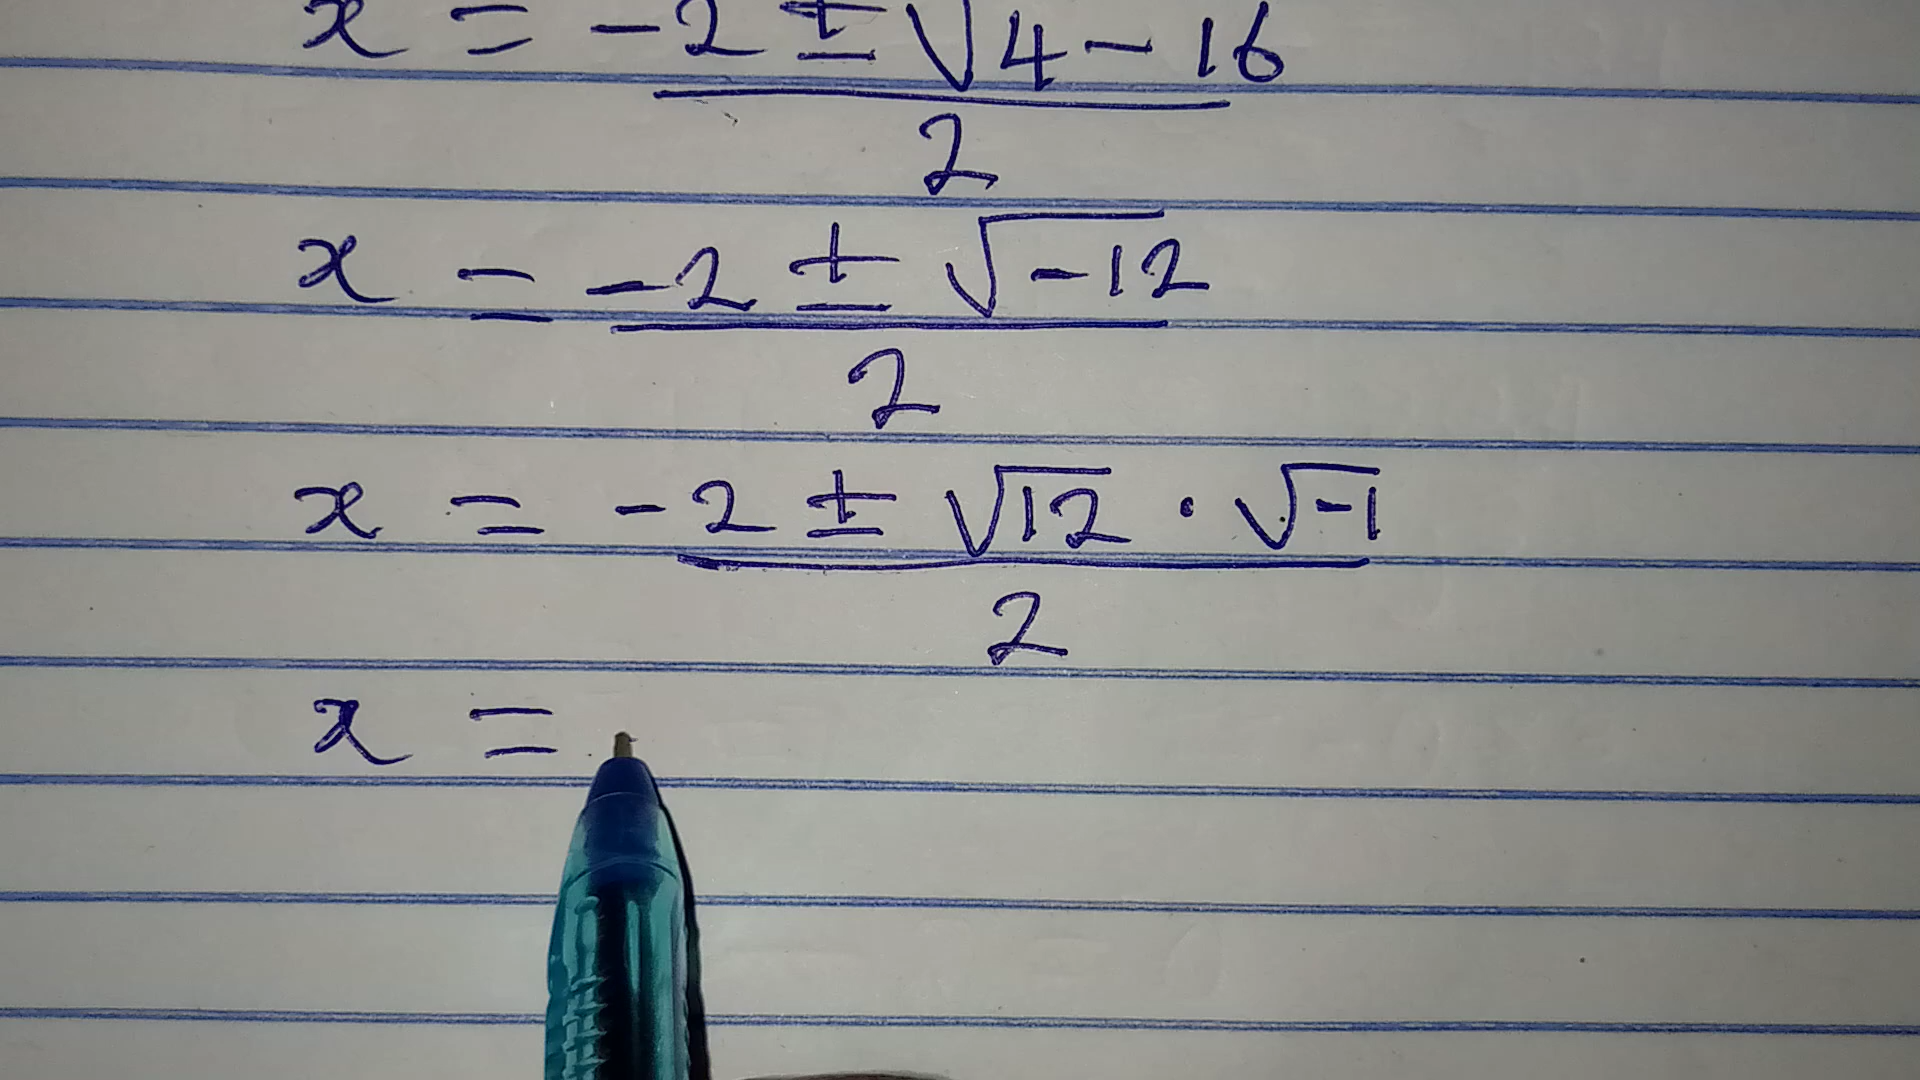 x = -2 ± √4 - 16
2
x = -2 ± √-12
2
x = -2 ± √12 · √-1
2
x =